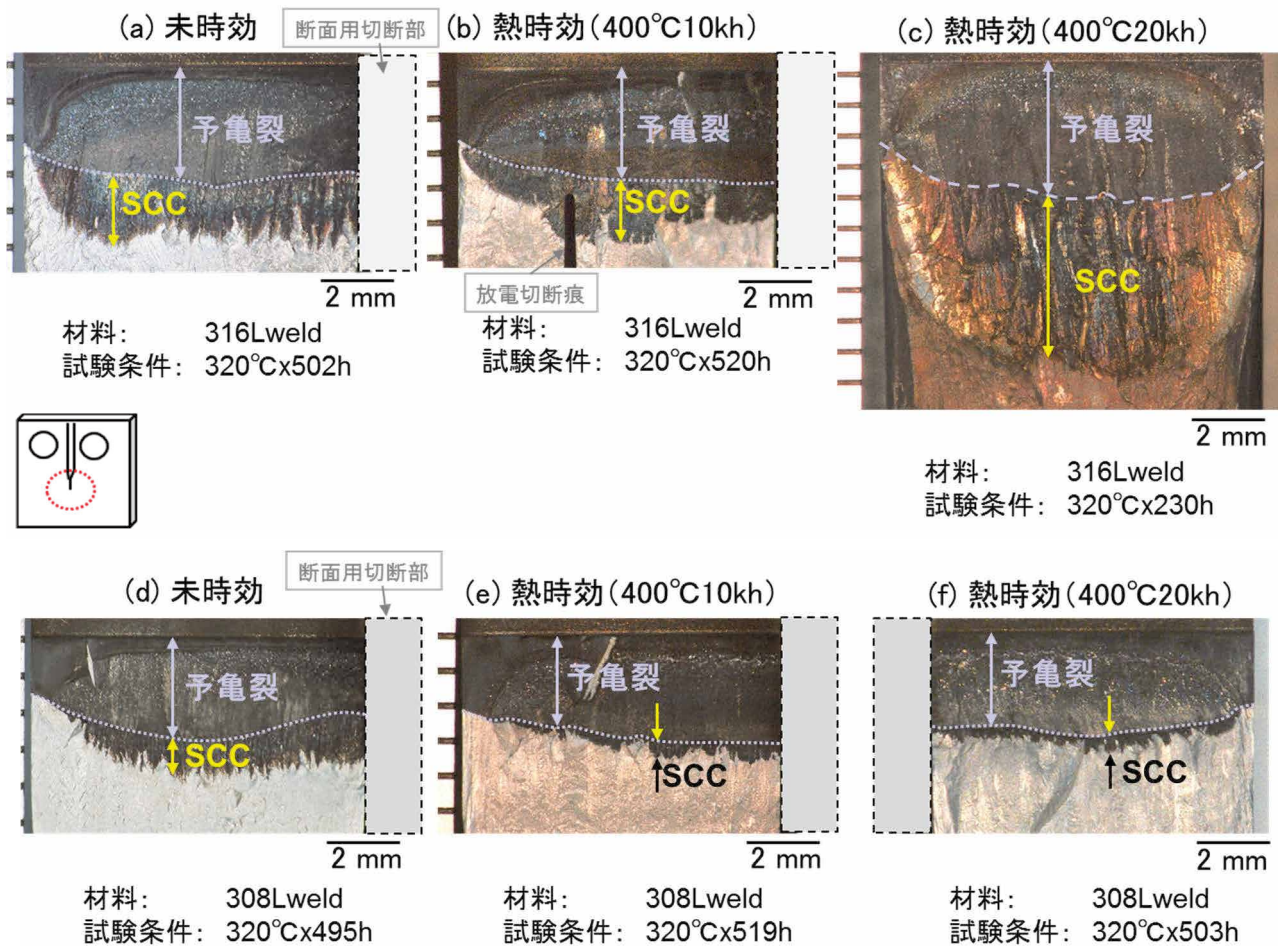 (a) 未時効
断面用切断部
(b) 熱時効(400℃10kh)
(c) 熱時効(400℃20kh)
予亀裂
SCC
予亀裂
SCC
予亀裂
SCC
放電切断痕
2 mm
2 mm
2 mm
材料: 316Lweld
試験条件: 320℃x502h
材料: 316Lweld
試験条件: 320℃x520h
材料: 316Lweld
試験条件: 320℃x230h
(d) 未時効
断面用切断部
(e) 熱時効(400℃10kh)
(f) 熱時効(400℃20kh)
予亀裂
SCC
予亀裂
SCC
予亀裂
SCC
2 mm
2 mm
2 mm
材料: 308Lweld
試験条件: 320℃x495h
材料: 308Lweld
試験条件: 320℃x519h
材料: 308Lweld
試験条件: 320℃x503h